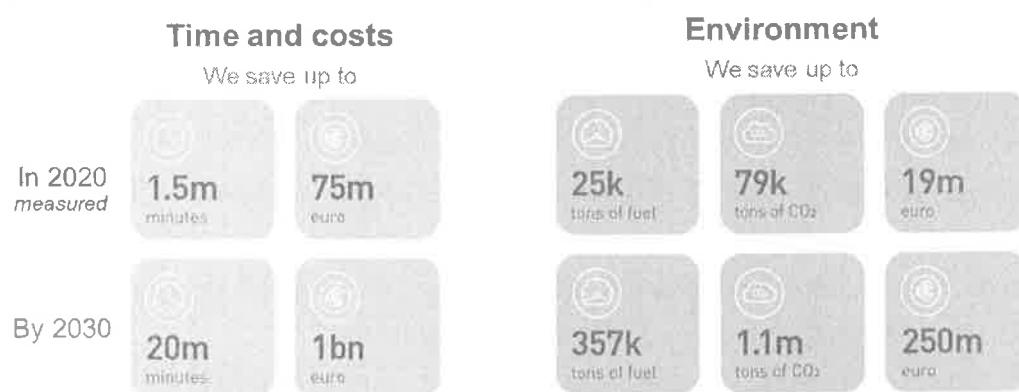 Time and costs
We save up to
Environment
We save up to
In 2020
measured
1.5m
minutes
75m
euro
25k
tons of fuel
79k
tons of CO₂
19m
euro
By 2030
20m
minutes
1bn
euro
357k
tons of fuel
1.1m
tons of CO₂
250m
euro